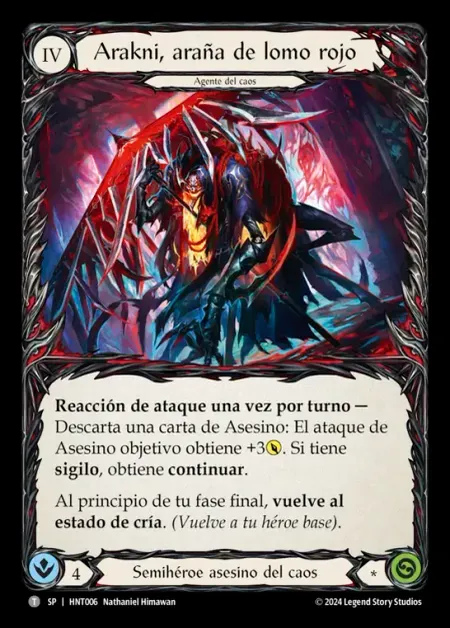 IV
Arakni, araña de lomo rojo
Agente del caos
Reacción de ataque una vez por turno —
Descarta una carta de Asesino: El ataque de
Asesino objetivo obtiene +3. Si tiene
sigilo, obtiene continuar.
Al principio de tu fase final, vuelve al
estado de cría. (Vuelve a tu héroe base).
4
Semihéroe asesino del caos
*
T SP | HNT006 Nathaniel Himawan
© 2024 Legend Story Studios